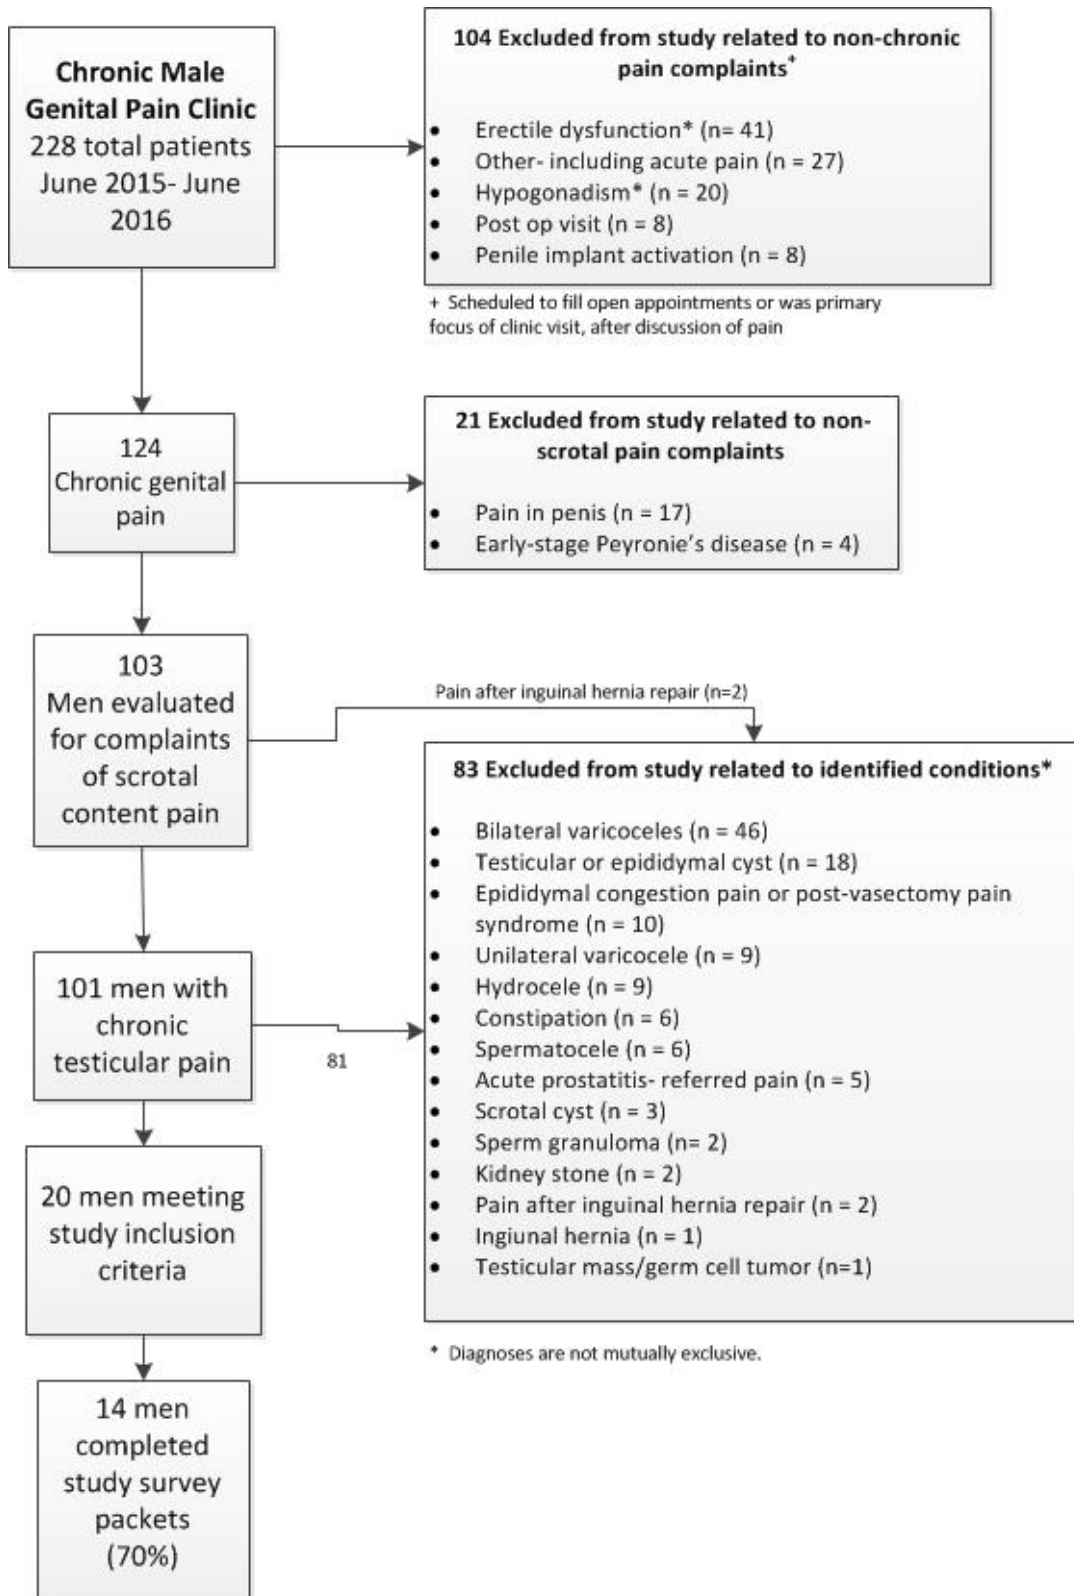 Chronic Male
Genital Pain Clinic
228 total patients
June 2015- June
2016
104 Excluded from study related to non-chronic
pain complaints+
• Erectile dysfunction* (n= 41)
• Other- including acute pain (n = 27)
• Hypogonadism* (n = 20)
• Post op visit (n = 8)
• Penile implant activation (n = 8)
+ Scheduled to fill open appointments or was primary
focus of clinic visit, after discussion of pain
124
Chronic genital
pain
21 Excluded from study related to non-
scrotal pain complaints
• Pain in penis (n = 17)
• Early-stage Peyronie’s disease (n = 4)
103
Men evaluated
for complaints
of scrotal
content pain
Pain after inguinal hernia repair (n=2)
83 Excluded from study related to identified conditions*
• Bilateral varicoceles (n = 46)
• Testicular or epididymal cyst (n = 18)
• Epididymal congestion pain or post-vasectomy pain
syndrome (n = 10)
• Unilateral varicocele (n = 9)
• Hydrocele (n = 9)
• Constipation (n = 6)
• Spermatocele (n = 6)
• Acute prostatitis- referred pain (n = 5)
• Scrotal cyst (n = 3)
• Sperm granuloma (n= 2)
• Kidney stone (n = 2)
• Pain after inguinal hernia repair (n = 2)
• Ingiunal hernia (n = 1)
• Testicular mass/germ cell tumor (n=1)
* Diagnoses are not mutually exclusive.
101 men with
chronic
testicular pain
81
20 men meeting
study inclusion
criteria
14 men
completed
study survey
packets
(70%)